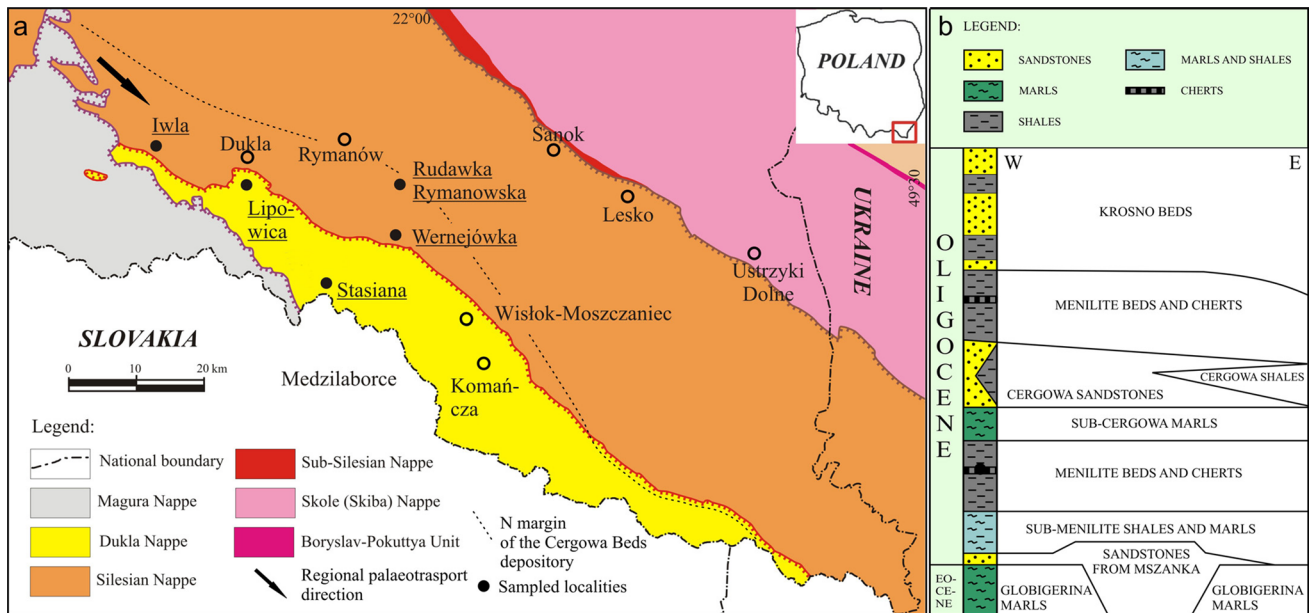 a
22°00
POLAND
Iwla
Dukla
Rymanów
Sanok
Rudawka
Rymanowska
49°30
Lipo-
wica
Lesko
Wernejówka
UKRAINE
Ustrzyki
Dolne
Stasiana
Wisłok-Moszczaniec
SLOVAKIA
0 10 20 km
Medzilaborce
Komań-
cza
Legend:
National boundary
Magura Nappe
Dukla Nappe
Silesian Nappe
Sub-Silesian Nappe
Skole (Skiba) Nappe
Boryslav-Pokuttya Unit
Regional palaeotrasport
direction
N margin
of the Cergowa Beds
depository
Sampled localities
b
LEGEND:
SANDSTONES
MARLS
SHALES
MARLS AND SHALES
CHERTS
W E
OLIGOCENE
KROSNO BEDS
MENILITE BEDS AND CHERTS
CERGOWA SHALES
CERGOWA SANDSTONES
SUB-CERGOWA MARLS
MENILITE BEDS AND CHERTS
SUB-MENILITE SHALES AND MARLS
SANDSTONES
FROM MSZANKA
EO-
CE-
NE
GLOBIGERINA
MARLS
GLOBIGERINA
MARLS